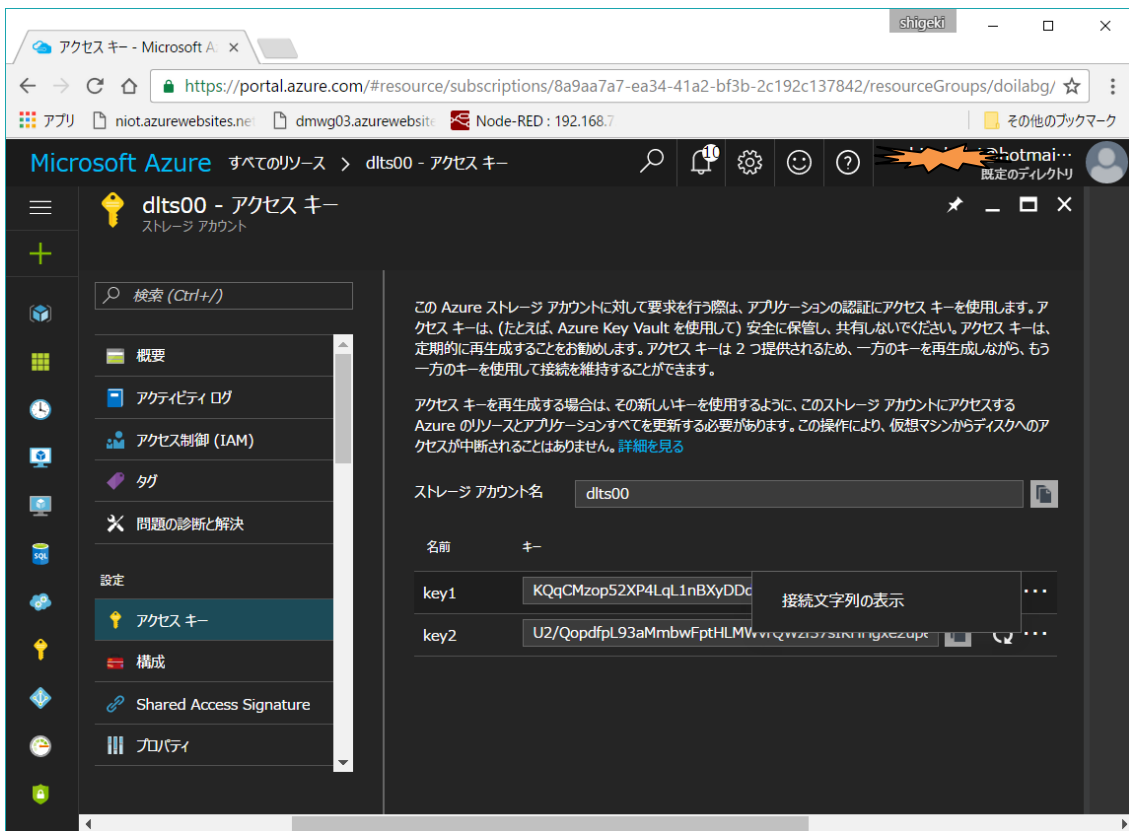 shigeki
アクセス キー - Microsoft A
https://portal.azure.com/#resource/subscriptions/8a9aa7a7-ea34-41a2-bf3b-2c192c137842/resourceGroups/doilabg/
アプリ niot.azurewebsites.ne dmwg03.azurewebsite Node-RED : 192.168.7 その他のブックマーク
Microsoft Azure すべてのリソース > dlts00 - アクセス キー 10 @hotmai…
既定のディレクトリ
dlts00 - アクセス キー
ストレージ アカウント
検索 (Ctrl+/)
概要
アクティビティ ログ
アクセス制御 (IAM)
タグ
問題の診断と解決
設定
アクセス キー
構成
Shared Access Signature
プロパティ
SQL
この Azure ストレージ アカウントに対して要求を行う際は、アプリケーションの認証にアクセス キーを使用します。ア
クセス キーは、(たとえば、Azure Key Vault を使用して) 安全に保管し、共有しないでください。アクセス キーは、
定期的に再生成することをお勧めします。アクセス キーは 2 つ提供されるため、一方のキーを再生成しながら、もう
一方のキーを使用して接続を維持することができます。
アクセス キーを再生成する場合は、その新しいキーを使用するように、このストレージ アカウントにアクセスする
Azure のリソースとアプリケーションすべてを更新する必要があります。この操作により、仮想マシンからディスクへのア
クセスが中断されることはありません。詳細を見る
ストレージ アカウント名 dlts00
名前 キー
key1 KQqCMzop52XP4LqL1nBXyDD
接続文字列の表示
key2